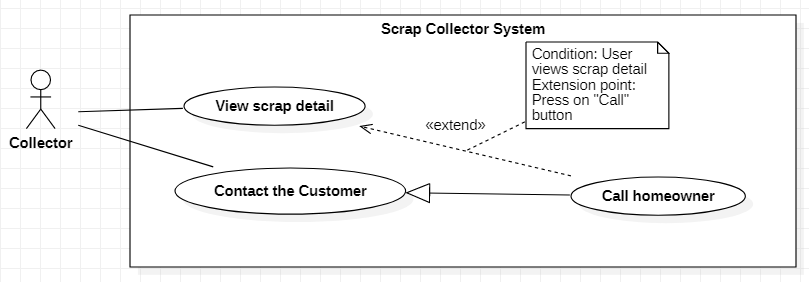 Scrap Collector System
Condition: User
views scrap detail
Extension point:
Press on "Call"
button
View scrap detail
«extend»
Collector
Contact the Customer
Call homeowner